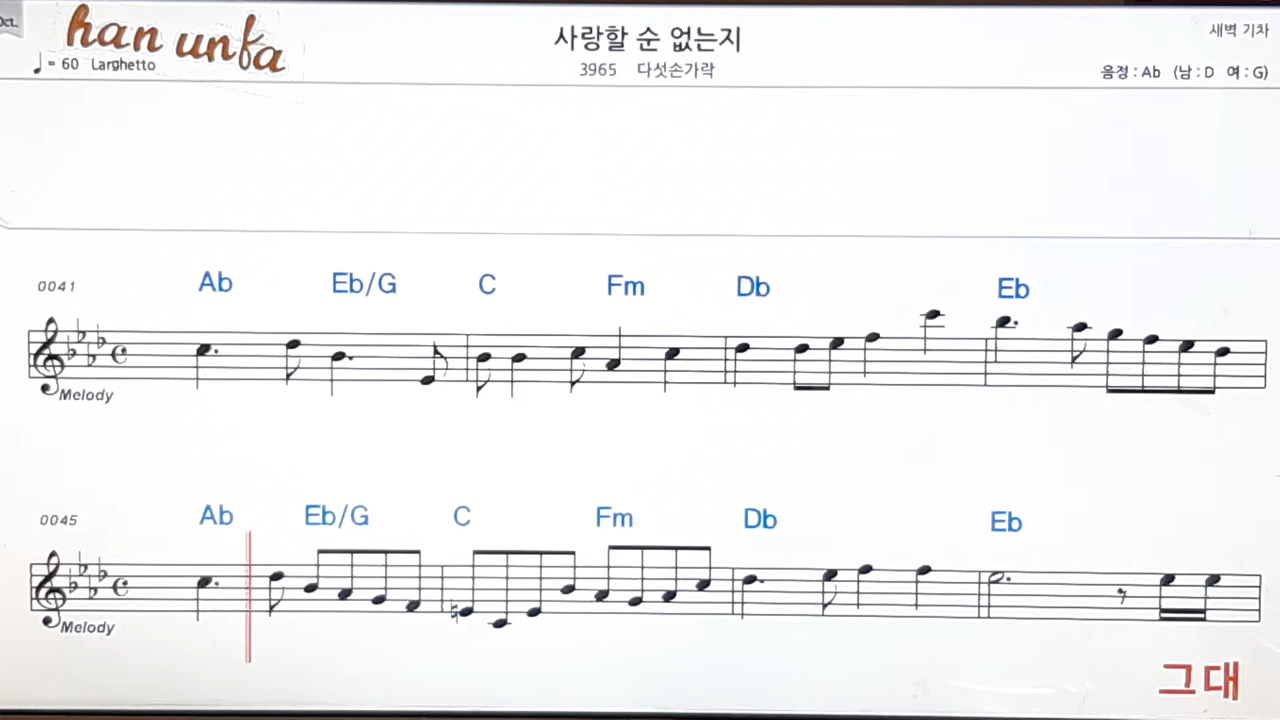 Oct.
han unfa
사랑할 순 없는지
새벽 기차
♩= 60 Larghetto
3965 다섯손가락
음정 : Ab (남 : D 여 : G)
0041 Ab Eb/G C Fm Db Eb
Melody
0045 Ab Eb/G C Fm Db Eb
Melody
그대